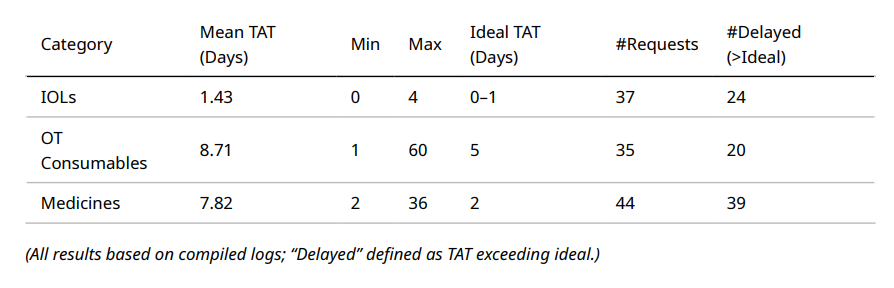 Category Mean TAT (Days) Min Max Ideal TAT (Days) #Requests #Delayed (>Ideal)
IOLs 1.43 0 4 0–1 37 24
OT Consumables 8.71 1 60 5 35 20
Medicines 7.82 2 36 2 44 39
(All results based on compiled logs; “Delayed” defined as TAT exceeding ideal.)